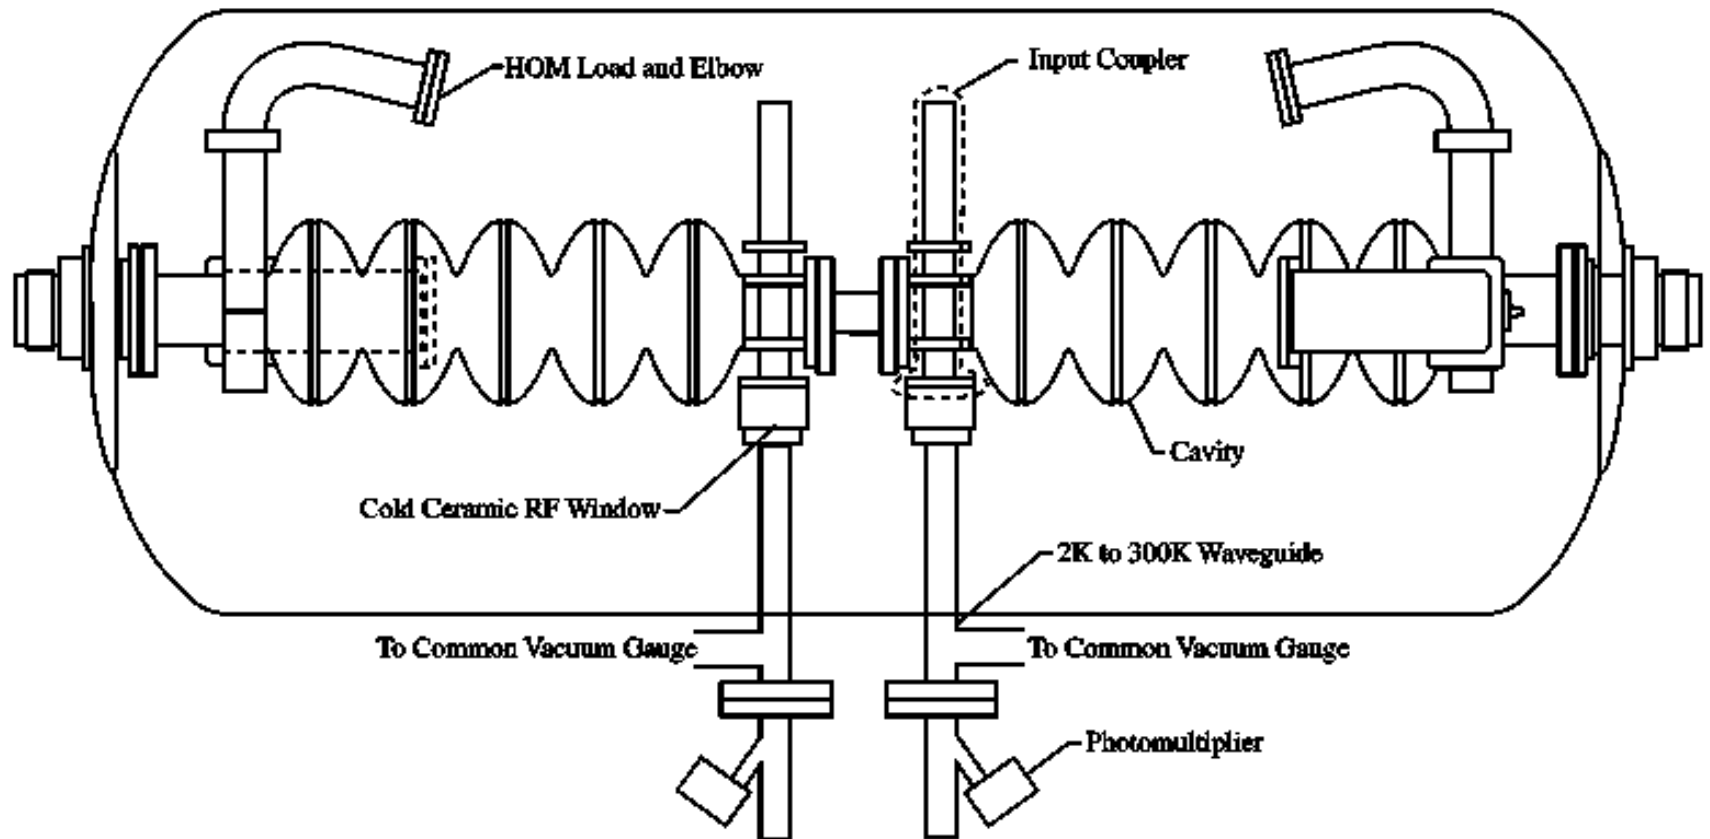 HOM Load and Elbow
Input Coupler
Cavity
Cold Ceramic RF Window
2K to 300K Waveguide
To Common Vacuum Gauge
To Common Vacuum Gauge
Photomultiplier